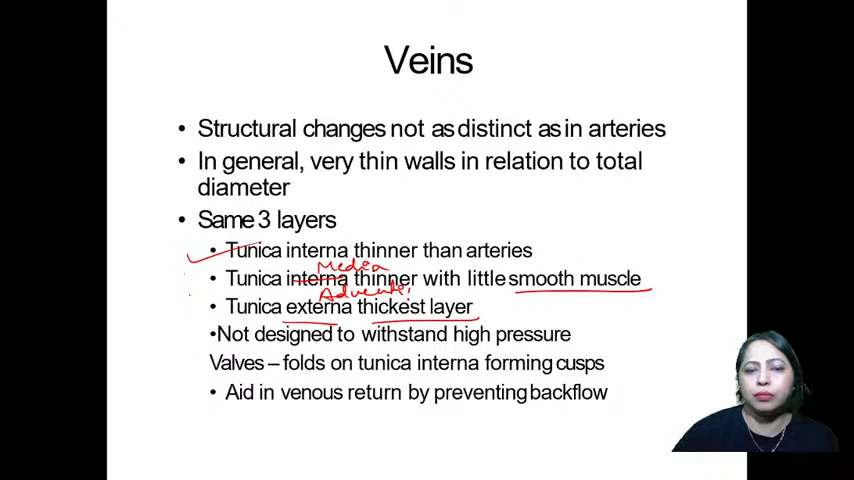 Veins
• Structural changes not as distinct as in arteries
• In general, very thin walls in relation to total
diameter
• Same 3 layers
• Tunica interna thinner than arteries
Media
• Tunica interna thinner with little smooth muscle
• Tunica externa thickest layer
•Not designed to withstand high pressure
Valves – folds on tunica interna forming cusps
• Aid in venous return by preventing backflow